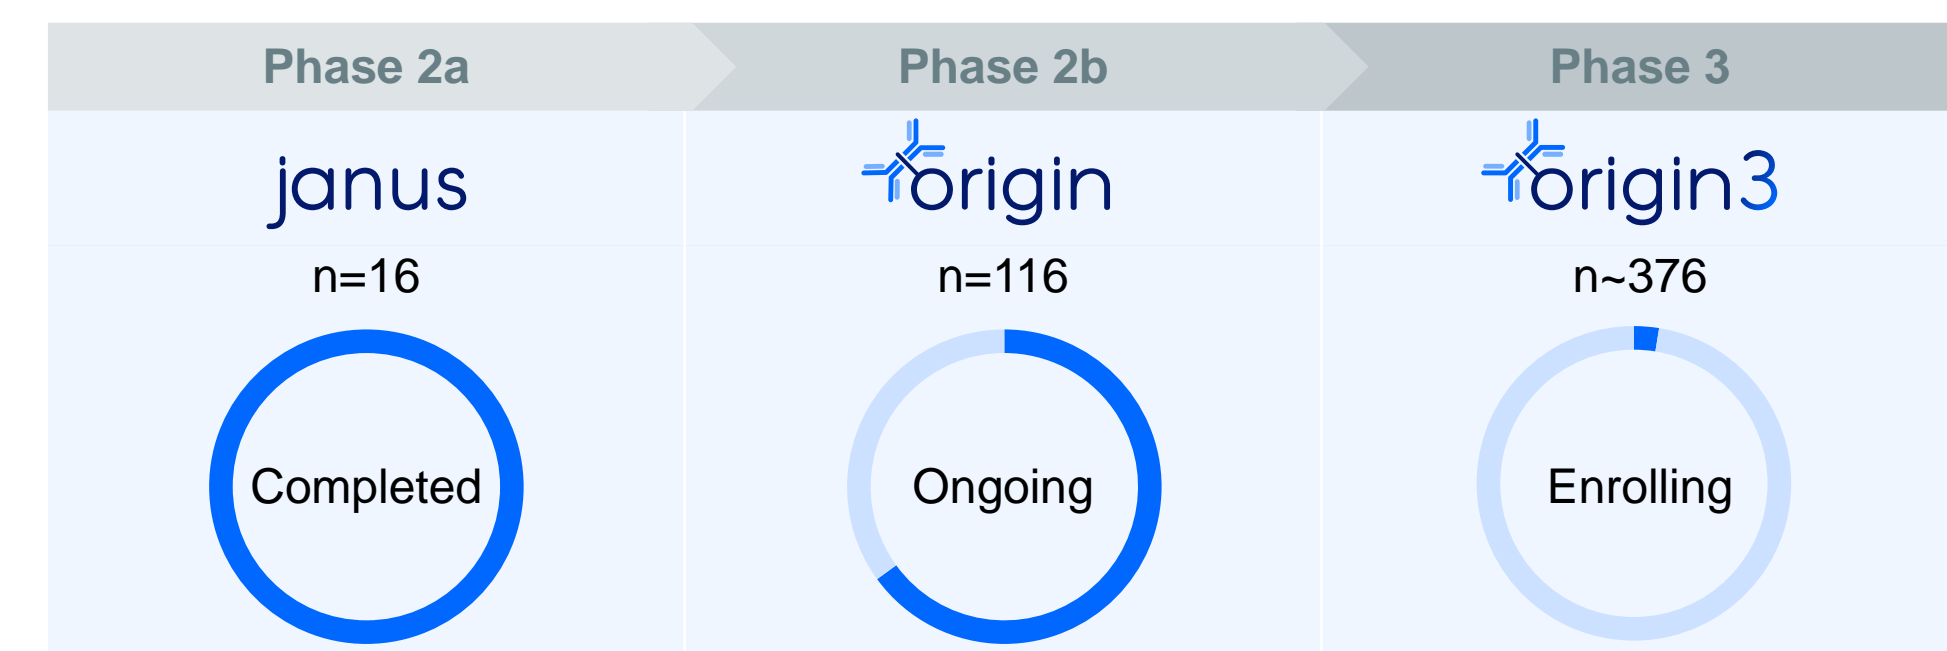 Phase 2a
Phase 2b
Phase 3
janus
origin
origin3
n=16
n=116
n~376
Completed
Ongoing
Enrolling